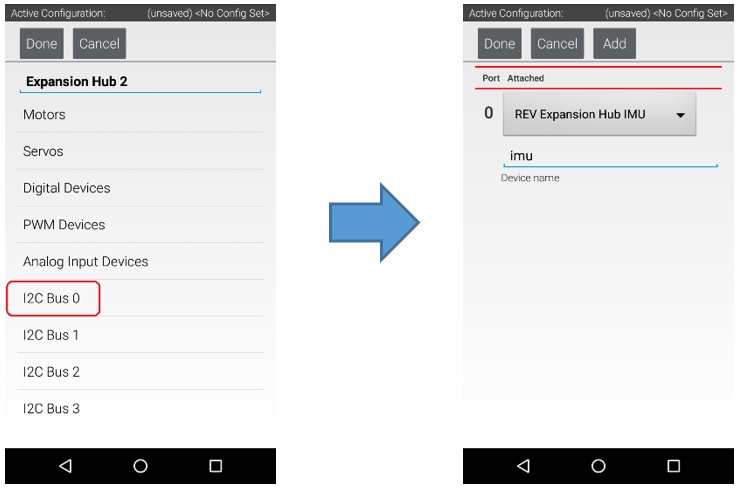 Active Configuration: (unsaved) <No Config Set>
Done Cancel
Expansion Hub 2
Motors
Servos
Digital Devices
PWM Devices
Analog Input Devices
I2C Bus 0
I2C Bus 1
I2C Bus 2
I2C Bus 3
Active Configuration: (unsaved) <No Config Set>
Done Cancel Add
Port Attached
0 REV Expansion Hub IMU
imu
Device name